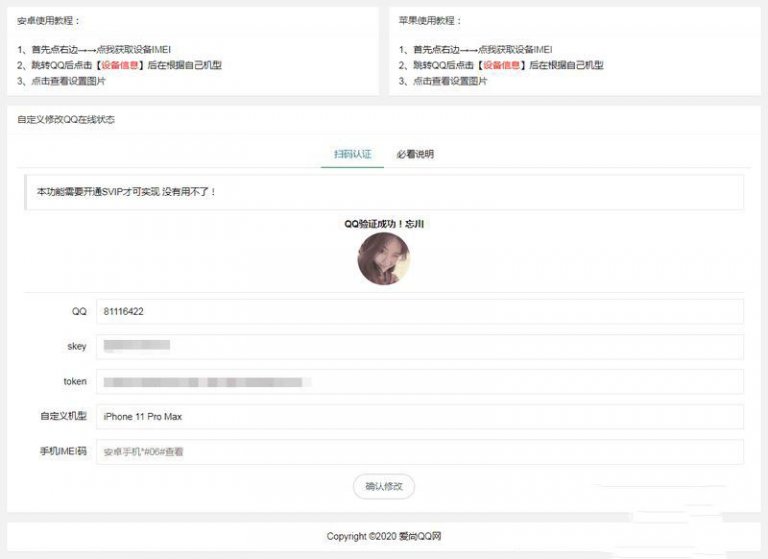 安卓使用教程：
1、首先点右边→→点我获取设备IMEI
2、跳转QQ后点击【设备信息】后在根据自己机型
3、点击查看设置图片
苹果使用教程：
1、首先点右边→→点我获取设备IMEI
2、跳转QQ后点击【设备信息】后在根据自己机型
3、点击查看设置图片
自定义修改QQ在线状态
扫码认证 必看说明
本功能需要开通SVIP才可实现 没有用不了！
QQ验证成功！忘川
QQ 81116422
skey
token
自定义机型 iPhone 11 Pro Max
手机IMEI码 安卓手机*#06#查看
确认修改
Copyright ©2020 爱尚QQ网